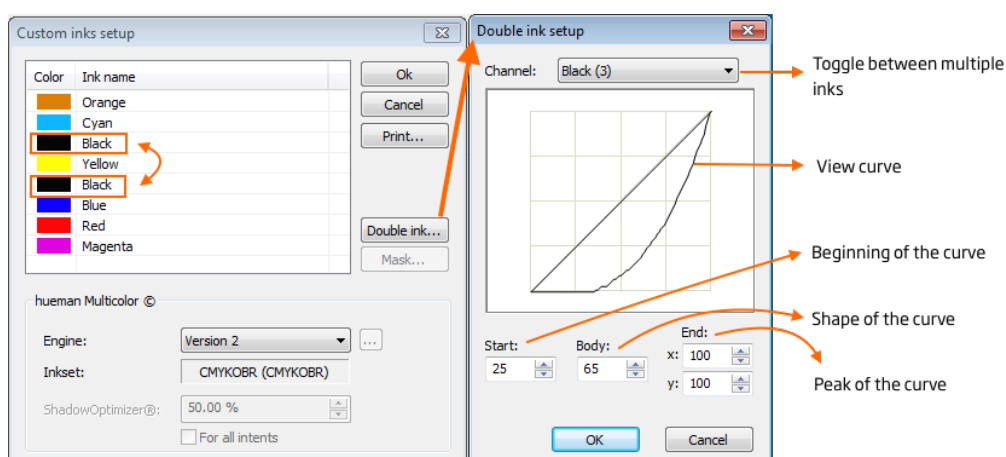 Custom inks setup
Color Ink name
Orange
Cyan
Black
Yellow
Black
Blue
Red
Magenta
Ok
Cancel
Print...
Double ink...
Mask...
hueman Multicolor ©
Engine: Version 2 ...
Inkset: CMYKOBR (CMYKOBR)
ShadowOptimizer®: 50.00 %
For all intents
Double ink setup
Channel: Black (3)
Start: Body: End:
25 65 x: 100
y: 100
OK Cancel
Toggle between multiple
inks
View curve
Beginning of the curve
Shape of the curve
Peak of the curve